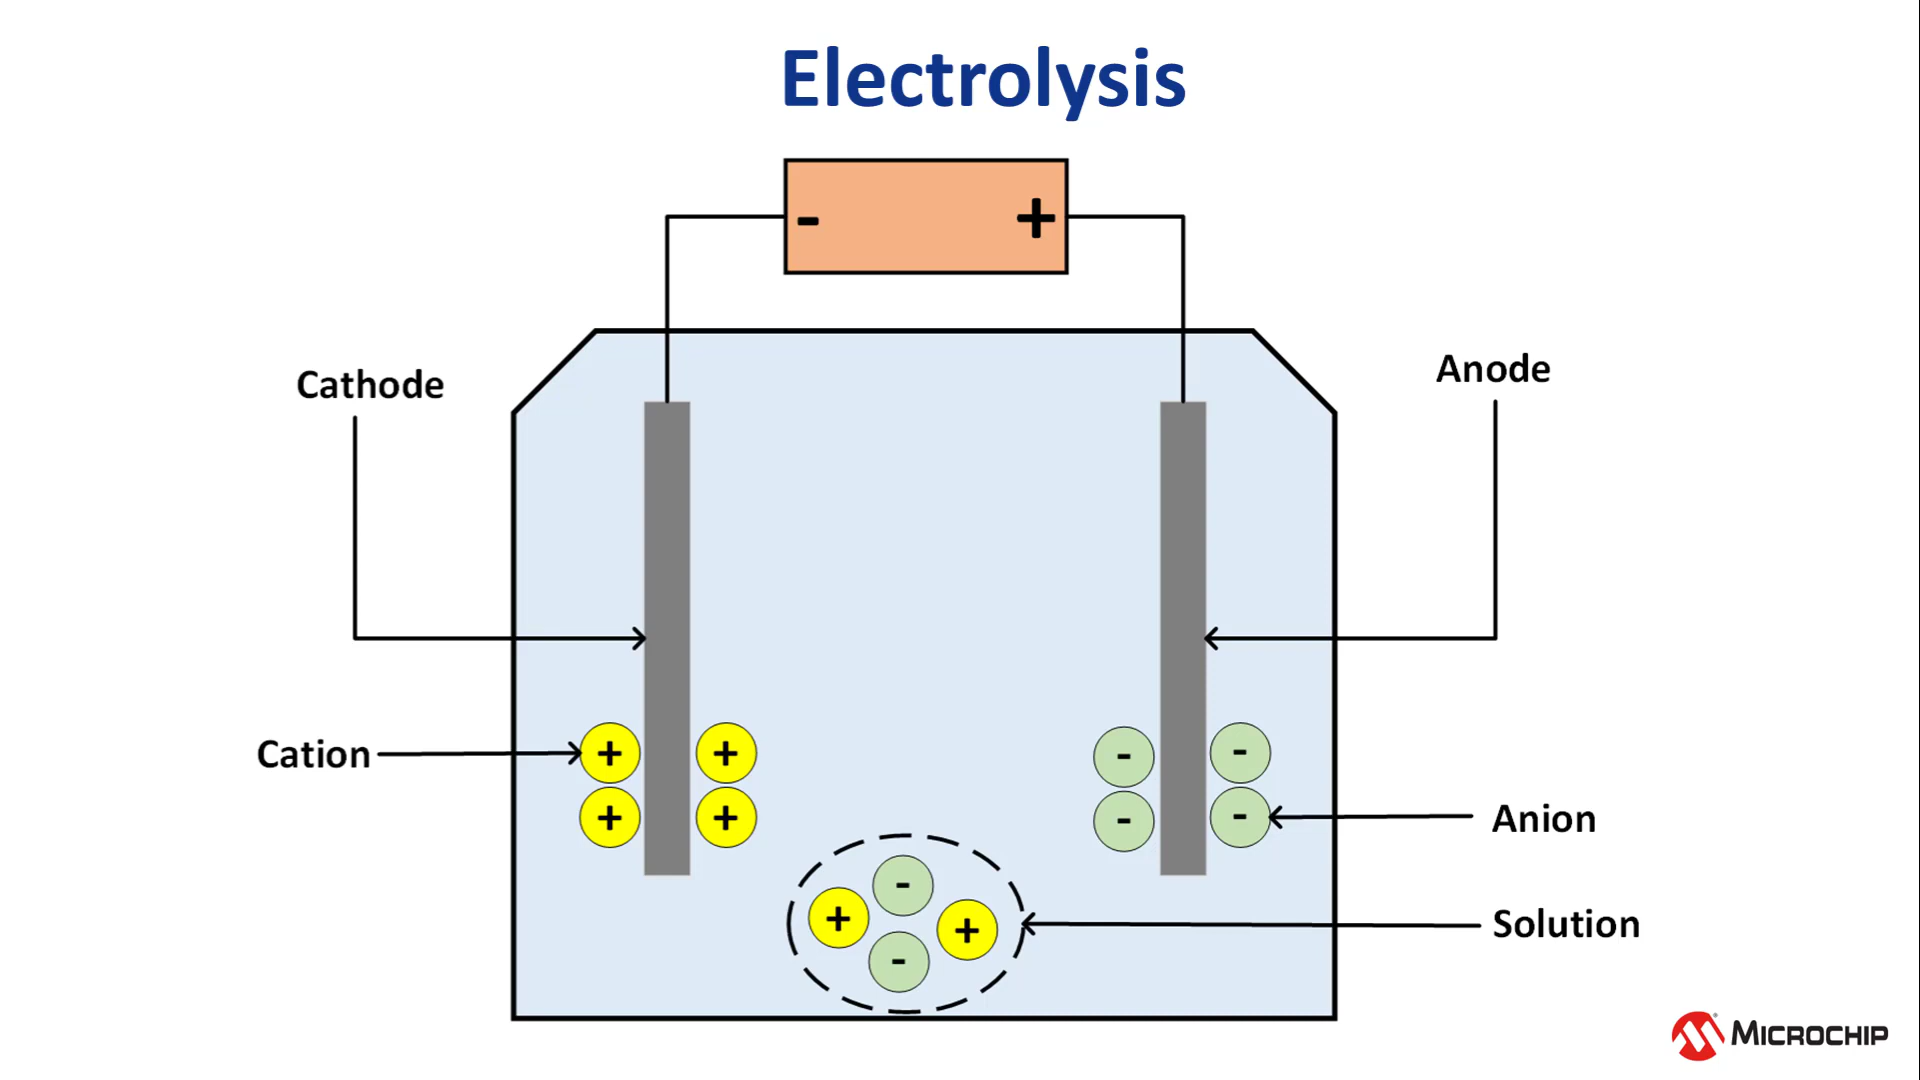 Electrolysis
- +
Cathode
Anode
Cation
+ +
+ +
- -
- -
Anion
-
+ +
-
Solution
MICROCHIP